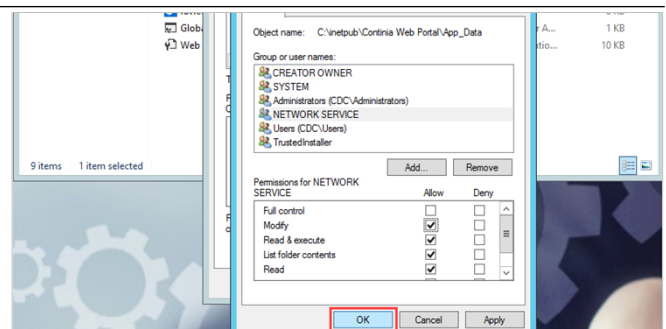 Globa
Web
r A...
1 KB
atio...
10 KB
9 items 1 item selected
Object name: C:\inetpub\Continia Web Portal\App_Data
Group or user names:
CREATOR OWNER
SYSTEM
Administrators (CDC\Administrators)
NETWORK SERVICE
Users (CDC\Users)
TrustedInstaller
Add... Remove
Permissions for NETWORK
SERVICE Allow Deny
Full control
Modify
Read & execute
List folder contents
Read
OK Cancel Apply